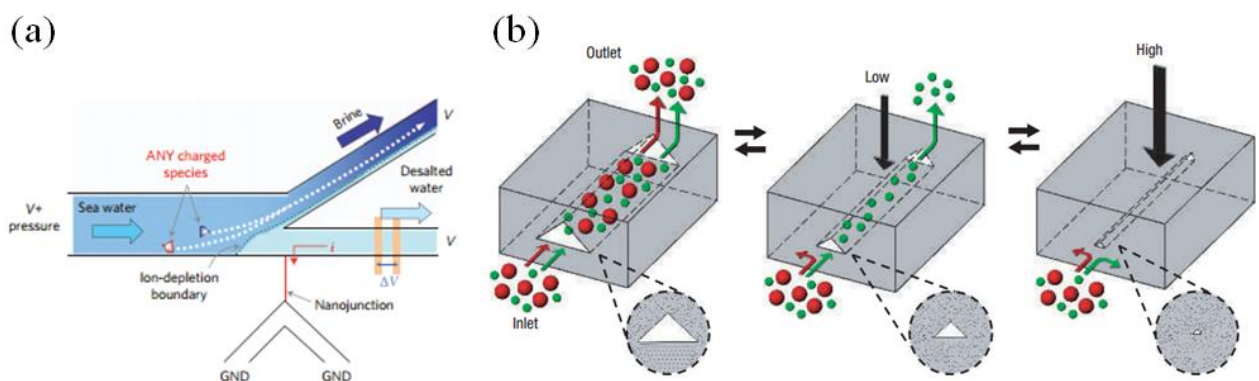 (a)
Brine
V
ANY charged
species
Desalted
water
V+
pressure
Sea water
V
i
Ion-depletion
boundary
ΔV
Nanojunction
GND
GND
(b)
Outlet
Inlet
Low
High